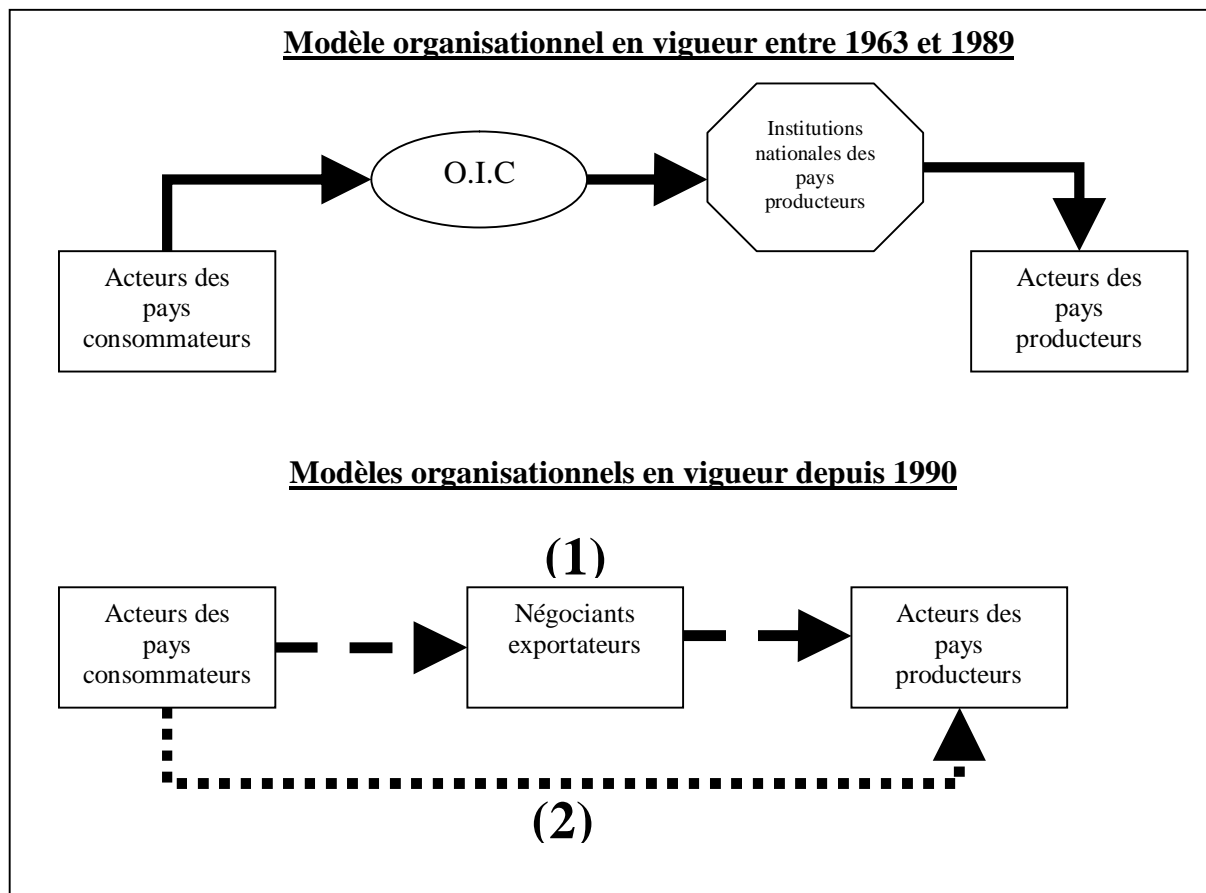 Modèle organisationnel en vigueur entre 1963 et 1989
O.I.C
Institutions
nationales des
pays
producteurs
Acteurs des
pays
consommateurs
Acteurs des
pays
producteurs
Modèles organisationnels en vigueur depuis 1990
(1)
Acteurs des
pays
consommateurs
Négociants
exportateurs
Acteurs des
pays
producteurs
(2)